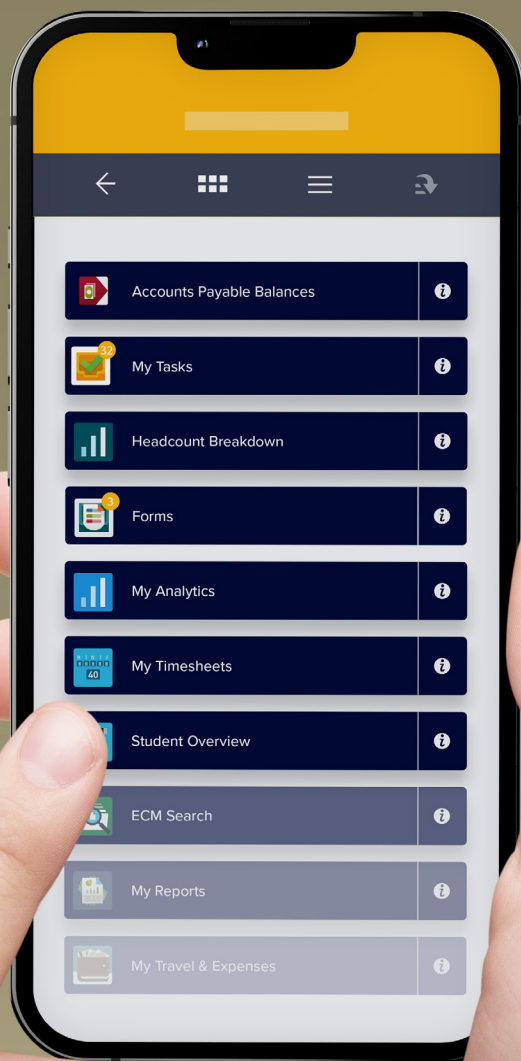 Accounts Payable Balances
32
My Tasks
Headcount Breakdown
3
Forms
My Analytics
40
My Timesheets
Student Overview
ECM Search
My Reports
My Travel & Expenses